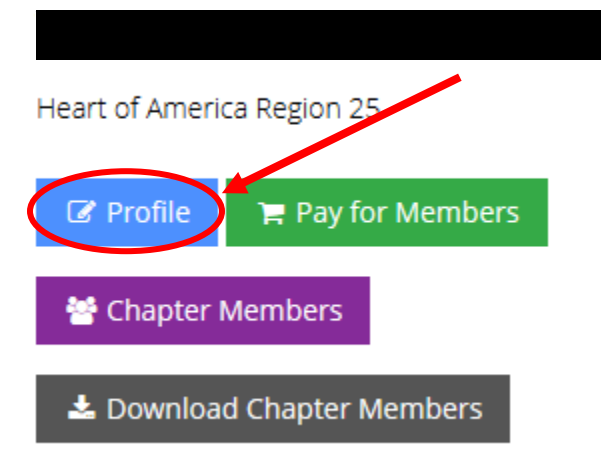 Heart of America Region 25
Profile Pay for Members
Chapter Members
Download Chapter Members